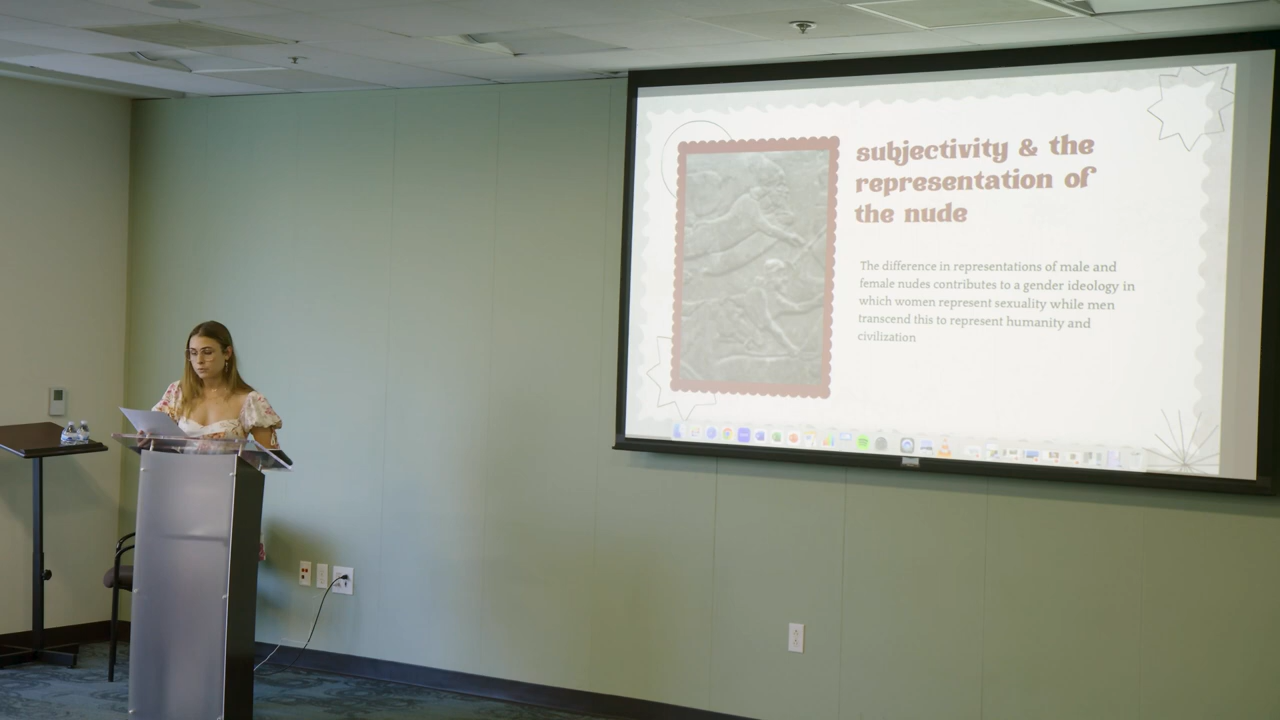 subjectivity & the
representation of
the nude
The difference in representations of male and
female nudes contributes to a gender ideology in
which women represent sexuality while men
transcend this to represent humanity and
civilization